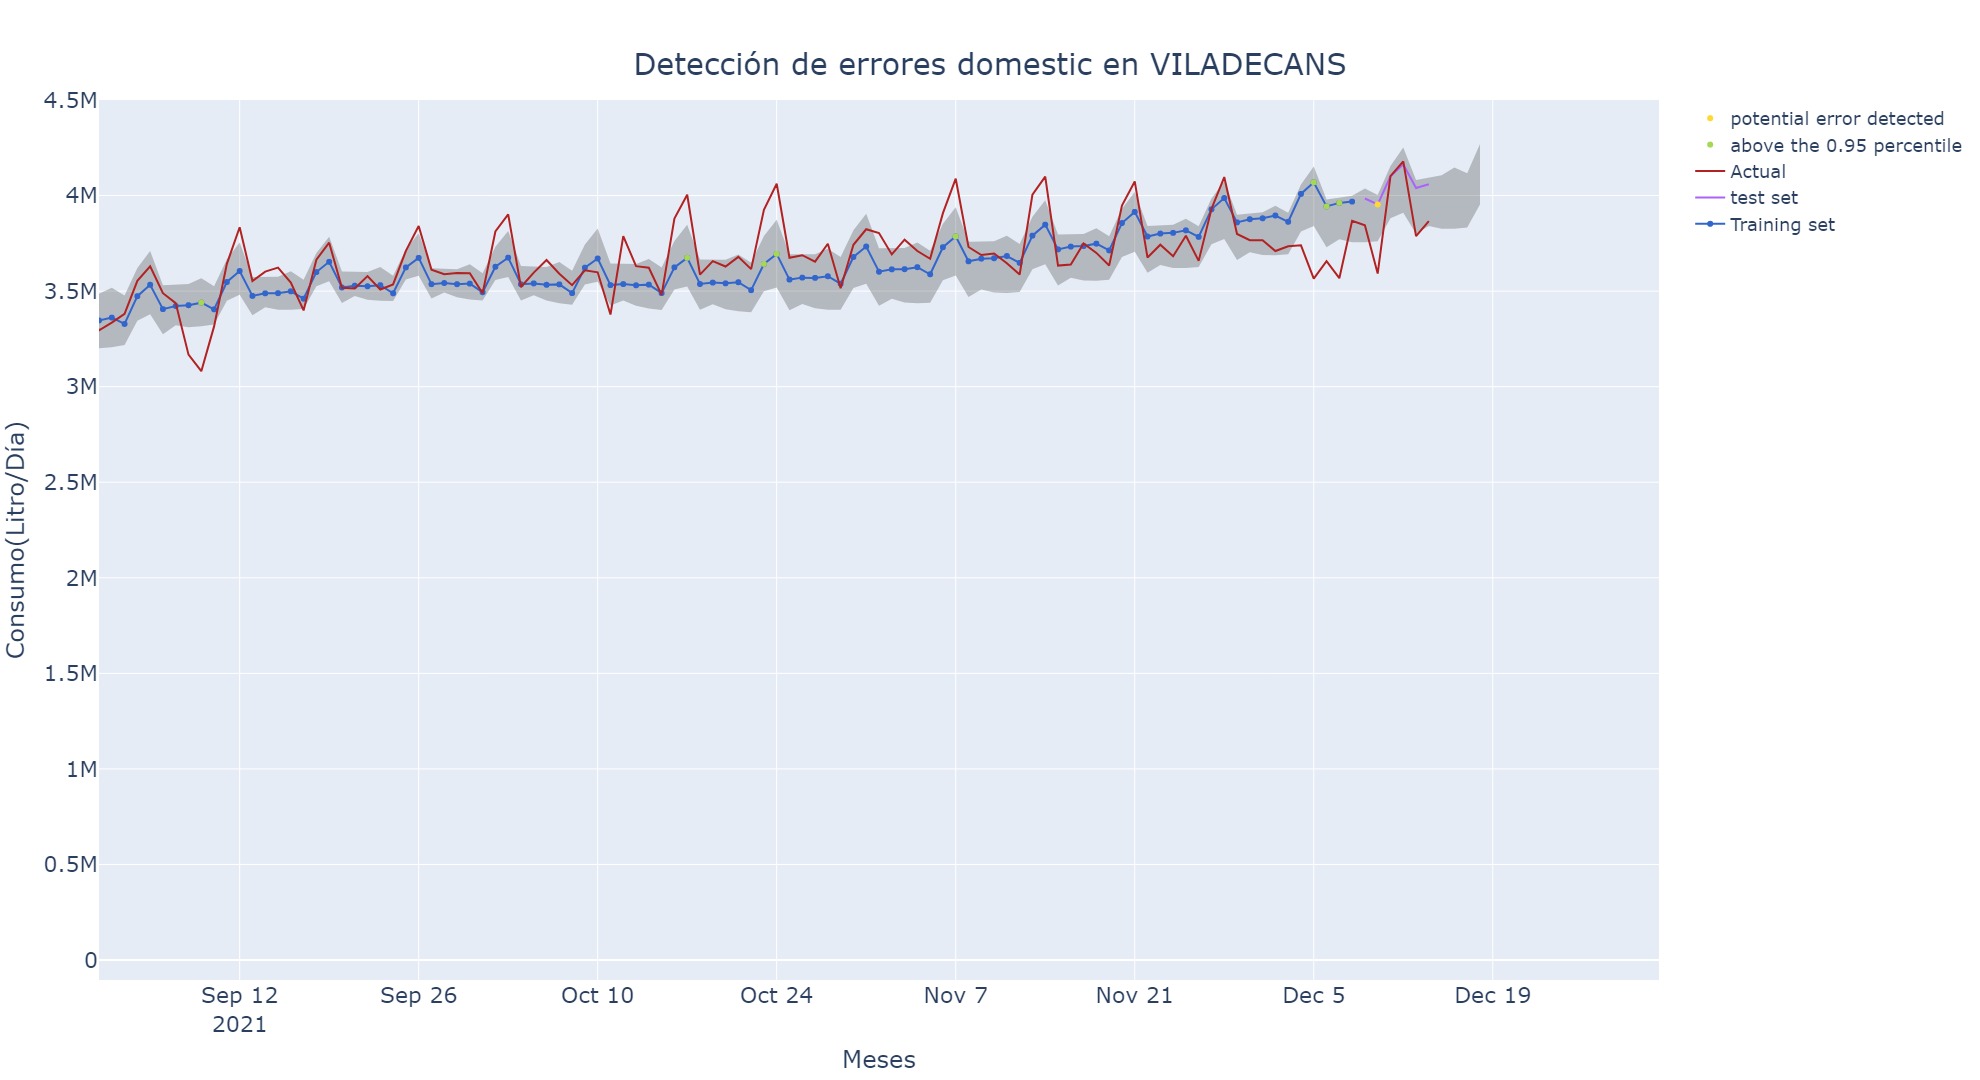 Detección de errores domestic en VILADECANS
4.5M
4M
3.5M
3M
2.5M
2M
1.5M
1M
0.5M
0
Consumo(Litro/Día)
Sep 12
2021
Sep 26
Oct 10
Oct 24
Nov 7
Nov 21
Dec 5
Dec 19
Meses
potential error detected
above the 0.95 percentile
Actual
test set
Training set